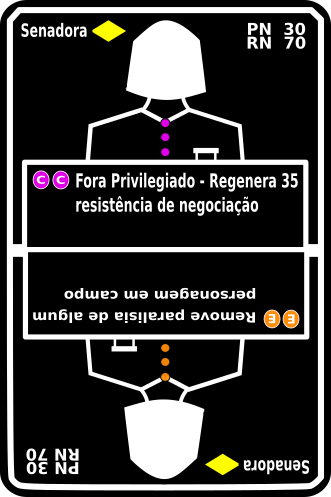 Senadora
PN 30
RN 70
C C Fora Privilegiado - Regenera 35
resistência de negociação
E E Remove paralisia de algum
personagem em campo
Senadora
PN 30
RN 70